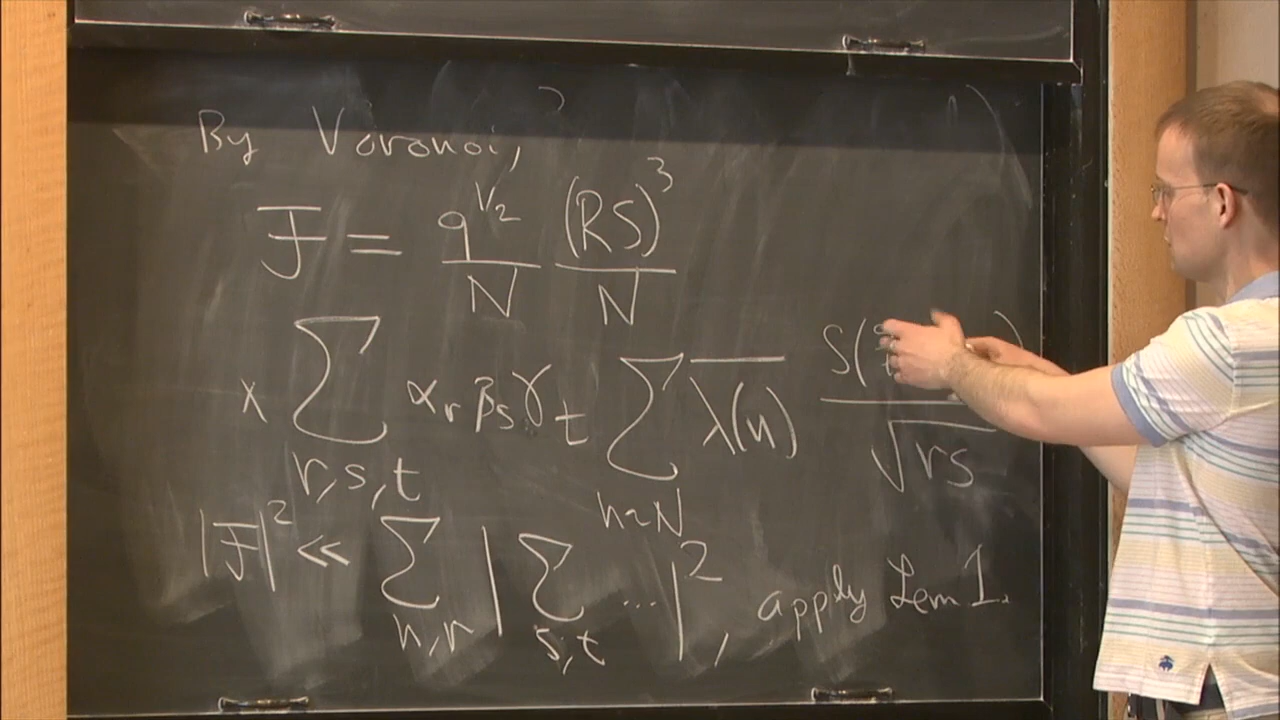 By Voronoi,
J = q^{1/2}/N (RS)^3/N
× Σ_{r,s,t} α_r β_s γ_t Σ_{n~N} \overline{λ(n)} S( )/√rs
|J|² ≪ Σ_{n,r} | Σ_{s,t} ... |², apply Lem 1.